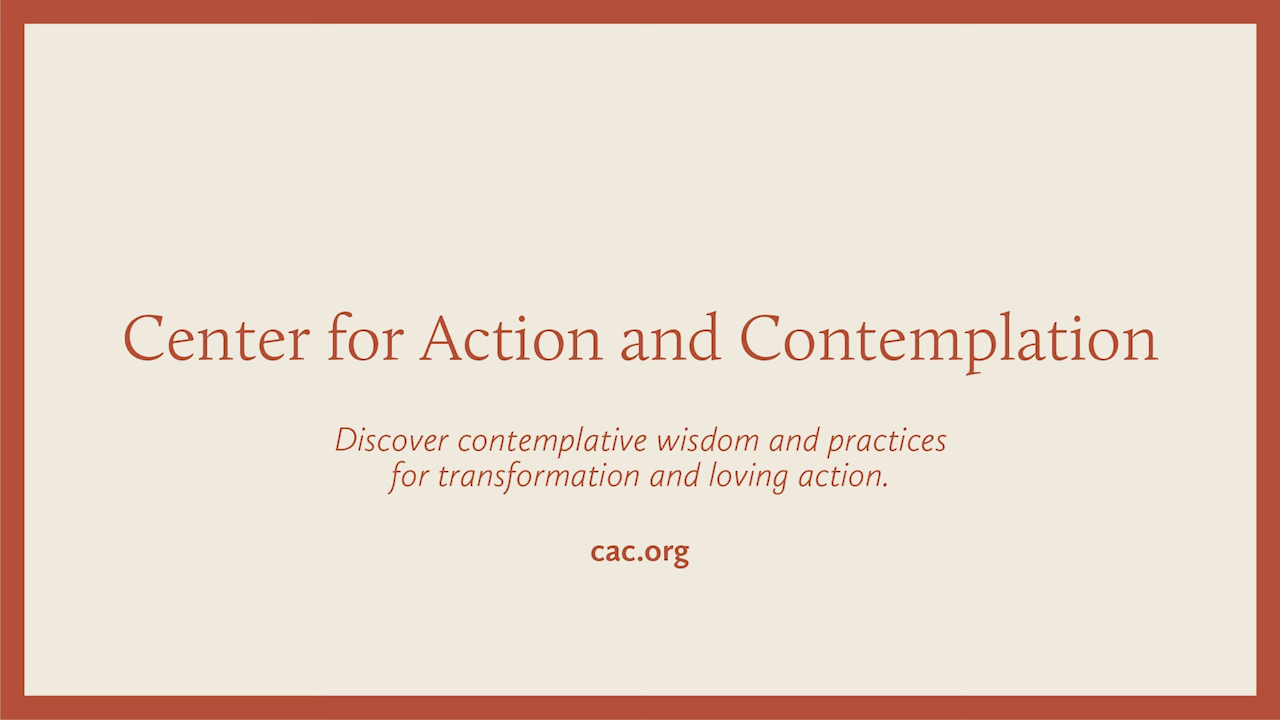 Center for Action and Contemplation
Discover contemplative wisdom and practices
for transformation and loving action.
cac.org